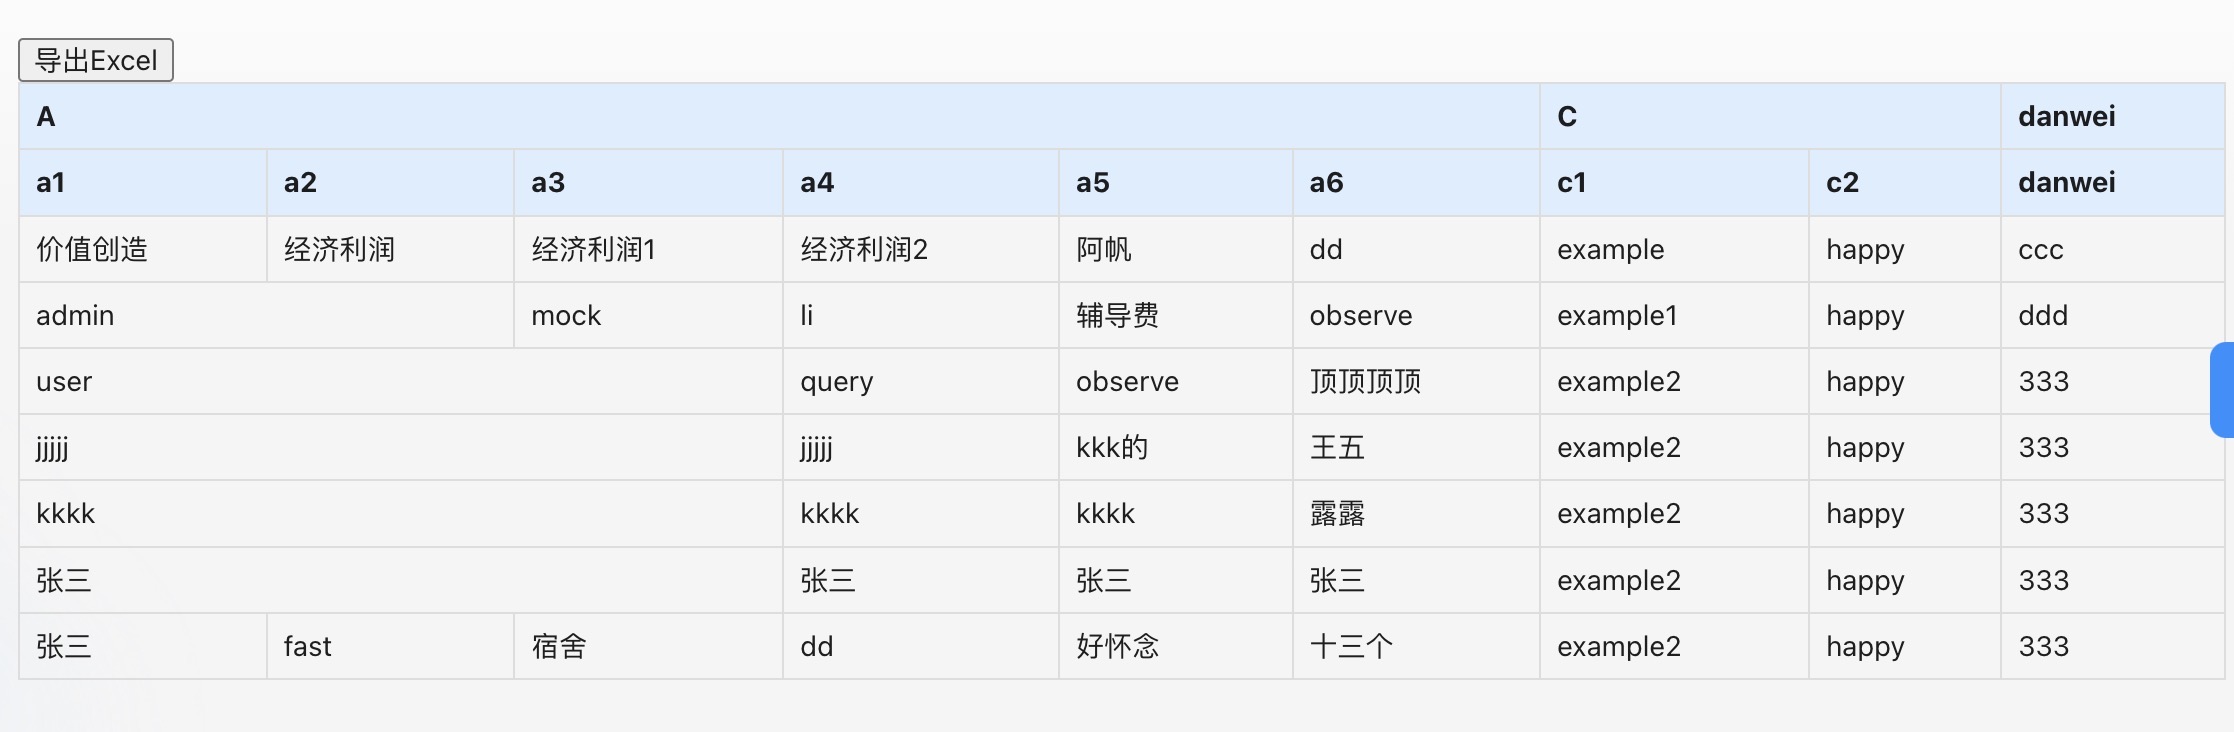 导出Excel
A C danwei
a1 a2 a3 a4 a5 a6 c1 c2 danwei
价值创造 经济利润 经济利润1 经济利润2 阿帆 dd example happy ccc
admin mock li 辅导费 observe example1 happy ddd
user query observe 顶顶顶顶 example2 happy 333
jjjjj jjjjj kkk的 王五 example2 happy 333
kkkk kkkk kkkk 露露 example2 happy 333
张三 张三 张三 张三 example2 happy 333
张三 fast 宿舍 dd 好怀念 十三个 example2 happy 333